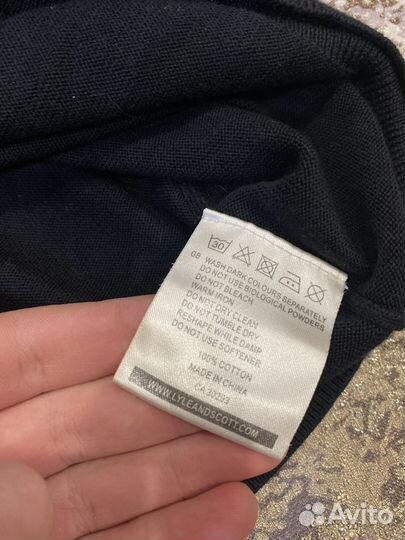 30
08 WASH DARK COLOURS SEPARATELY
DO NOT USE BIOLOGICAL POWDERS
DO NOT BLEACH
WARM IRON
DO NOT DRY CLEAN
DO NOT TUMBLE DRY
RESHAPE WHILE DAMP
DO NOT USE SOFTENER
100% COTTON
MADE IN CHINA
CA 30293
WWW.LYLEANDSCOTT.COM
Avito